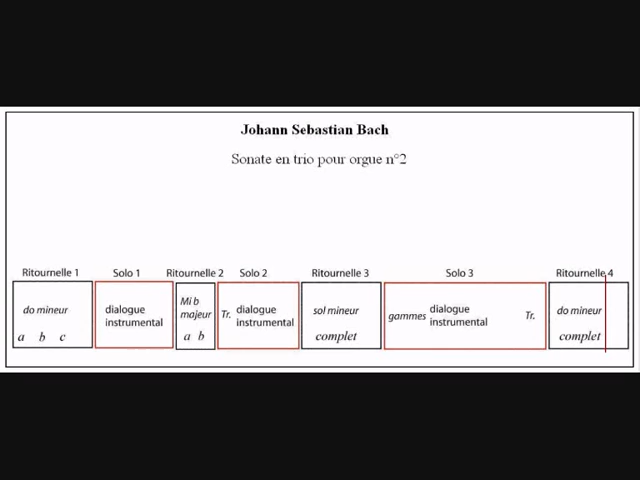 Johann Sebastian Bach
Sonate en trio pour orgue n°2
Ritournelle 1 Solo 1 Ritournelle 2 Solo 2 Ritournelle 3 Solo 3 Ritournelle 4
do mineur
a b c
dialogue
instrumental
Mi b
majeur
a b
Tr. dialogue
instrumental
sol mineur
complet
gammes dialogue
instrumental
Tr.
do mineur
complet